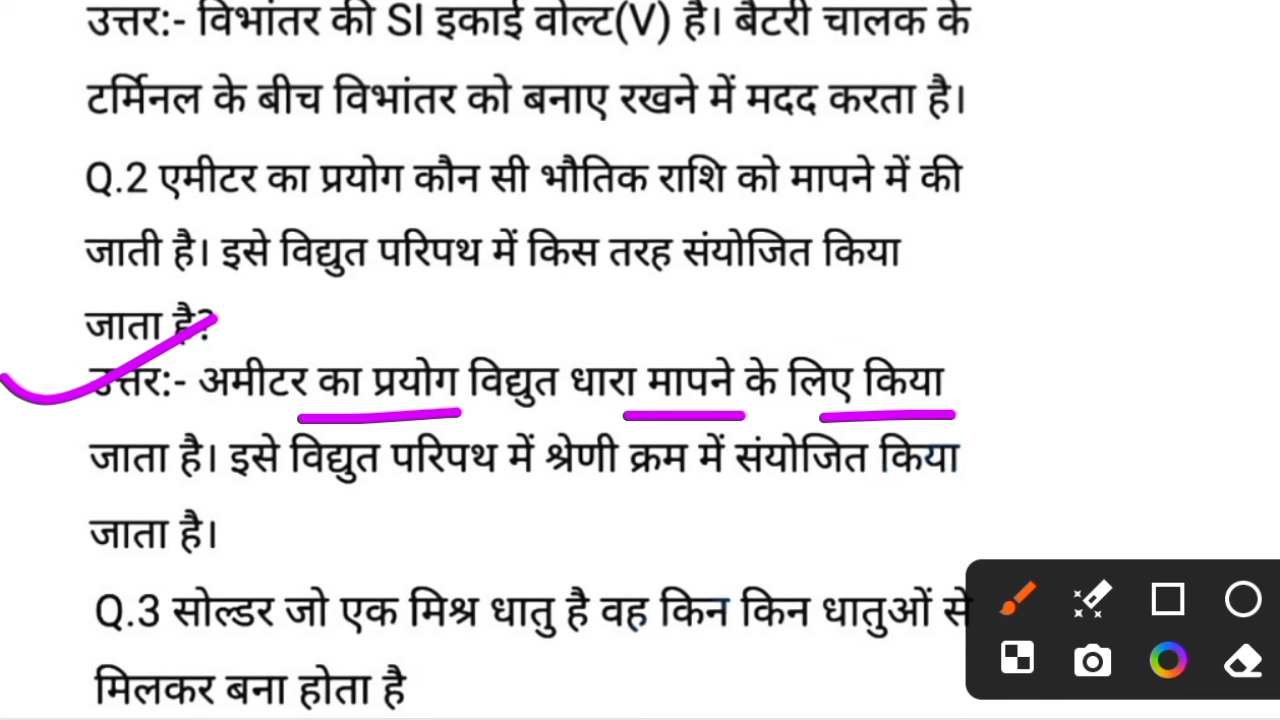 उत्तर:- विभांतर की SI इकाई वोल्ट(V) है। बैटरी चालक के
टर्मिनल के बीच विभांतर को बनाए रखने में मदद करता है।
Q.2 एमीटर का प्रयोग कौन सी भौतिक राशि को मापने में की
जाती है। इसे विद्युत परिपथ में किस तरह संयोजित किया
जाता है?
उत्तर:- अमीटर का प्रयोग विद्युत धारा मापने के लिए किया
जाता है। इसे विद्युत परिपथ में श्रेणी क्रम में संयोजित किया
जाता है।
Q.3 सोल्डर जो एक मिश्र धातु है वह किन किन धातुओं से
मिलकर बना होता है